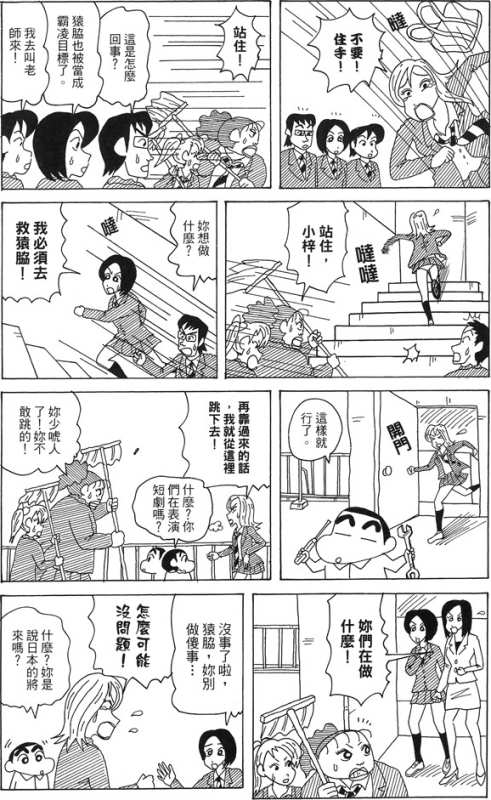 噠
不要！
住手！
站住！
這是怎麼
回事？
猿脇也被當成
霸凌目標了。
我去叫老
師來！
噠噠
站住，
小梓！
妳想做
什麼？
我必須去
救猿脇！
開門
這樣就
行了。
再靠過來的話
，我就從這裡
跳下去！
什麼？你
們在表演
短劇嗎？
妳少唬人
了！妳不
敢跳的！
妳們在做
什麼！
沒事了啦，
猿脇，妳別
做傻事…
怎麼可能
沒問題！
什麼？妳是
說日本的將
來嗎？